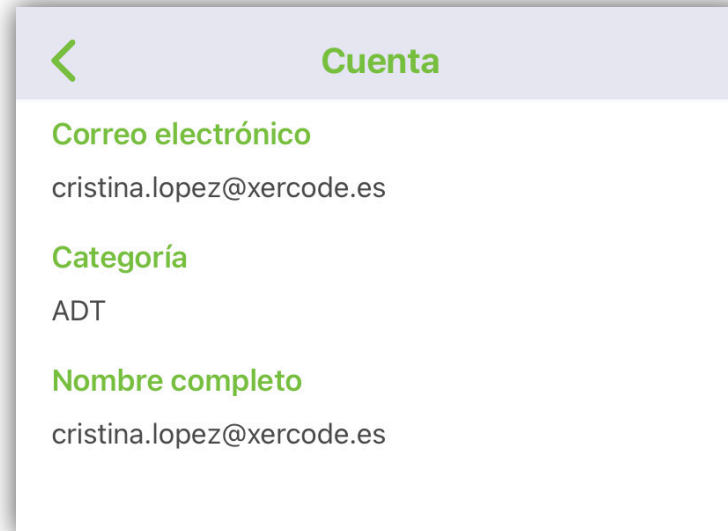 Cuenta
Correo electrónico
cristina.lopez@xercode.es
Categoría
ADT
Nombre completo
cristina.lopez@xercode.es